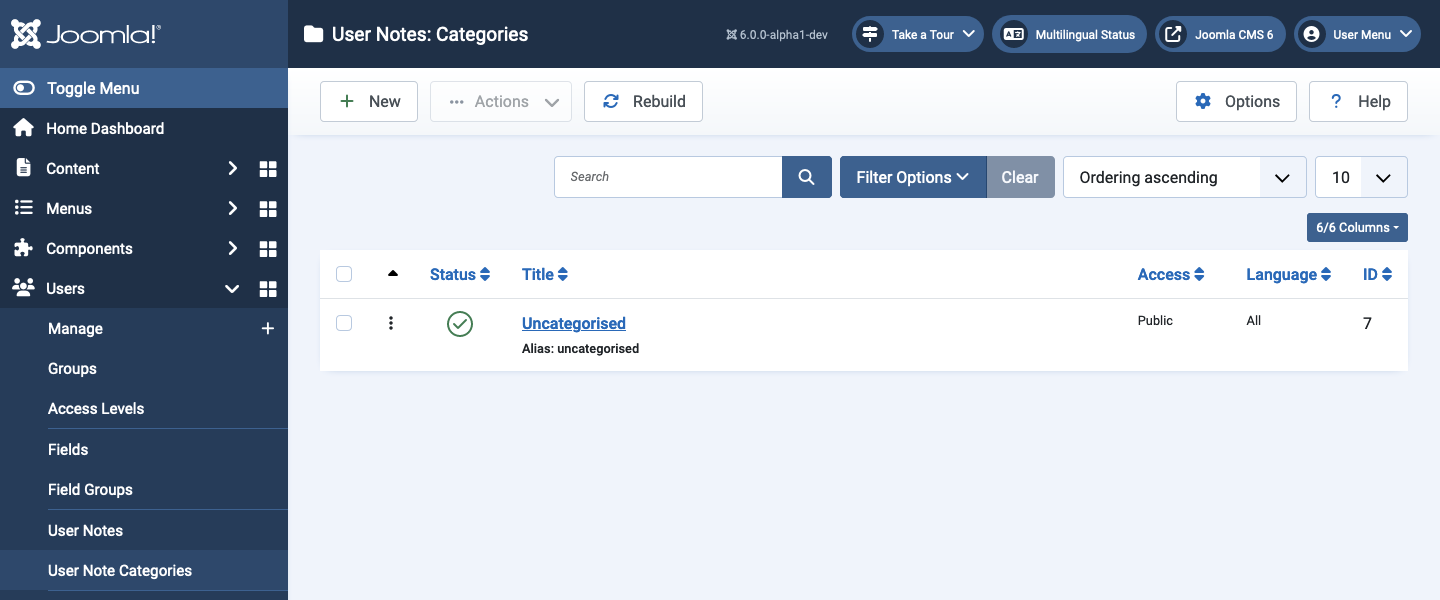 Joomla!®
User Notes: Categories
6.0.0-alpha1-dev
Take a Tour
Multilingual Status
Joomla CMS 6
User Menu
Toggle Menu
Home Dashboard
Content
Menus
Components
Users
Manage
Groups
Access Levels
Fields
Field Groups
User Notes
User Note Categories
New
Actions
Rebuild
Options
? Help
Search
Filter Options
Clear
Ordering ascending
10
6/6 Columns
Status Title Access Language ID
Uncategorised Public All 7
Alias: uncategorised